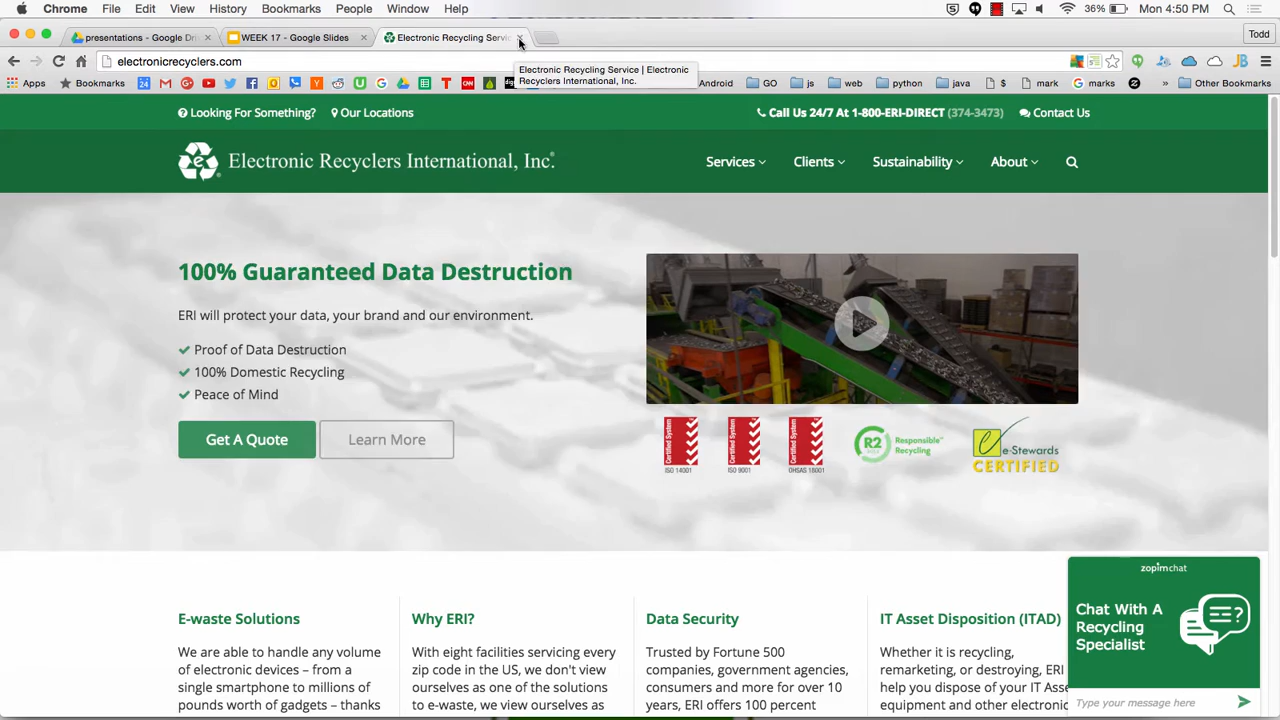 Chrome File Edit View History Bookmarks People Window Help 36% Mon 4:50 PM
presentations - Google Dri WEEK 17 - Google Slides Electronic Recycling Servic Todd
electronicrecyclers.com
Electronic Recycling Service | Electronic
Recyclers International, Inc.
Apps Bookmarks Android GO js web python java $ mark marks Other Bookmarks
Looking For Something? Our Locations Call Us 24/7 At 1-800-ERI-DIRECT (374-3473) Contact Us
Electronic Recyclers International, Inc. Services Clients Sustainability About
100% Guaranteed Data Destruction
ERI will protect your data, your brand and our environment.
Proof of Data Destruction
100% Domestic Recycling
Peace of Mind
Get A Quote Learn More
Certified System ISO 14001
Certified System ISO 9001
Certified System OHSAS 18001
R2 Responsible Recycling
e-Stewards CERTIFIED
zopim chat
Chat With A
Recycling
Specialist
Type your message here
E-waste Solutions
We are able to handle any volume
of electronic devices – from a
single smartphone to millions of
pounds worth of gadgets – thanks
Why ERI?
With eight facilities servicing every
zip code in the US, we don't view
ourselves as one of the solutions
to e-waste, we view ourselves as
Data Security
Trusted by Fortune 500
companies, government agencies,
consumers and more for over 10
years, ERI offers 100 percent
IT Asset Disposition (ITAD)
Whether it is recycling,
remarketing, or destroying, ERI
help you dispose of your IT Asse
equipment and other electronic